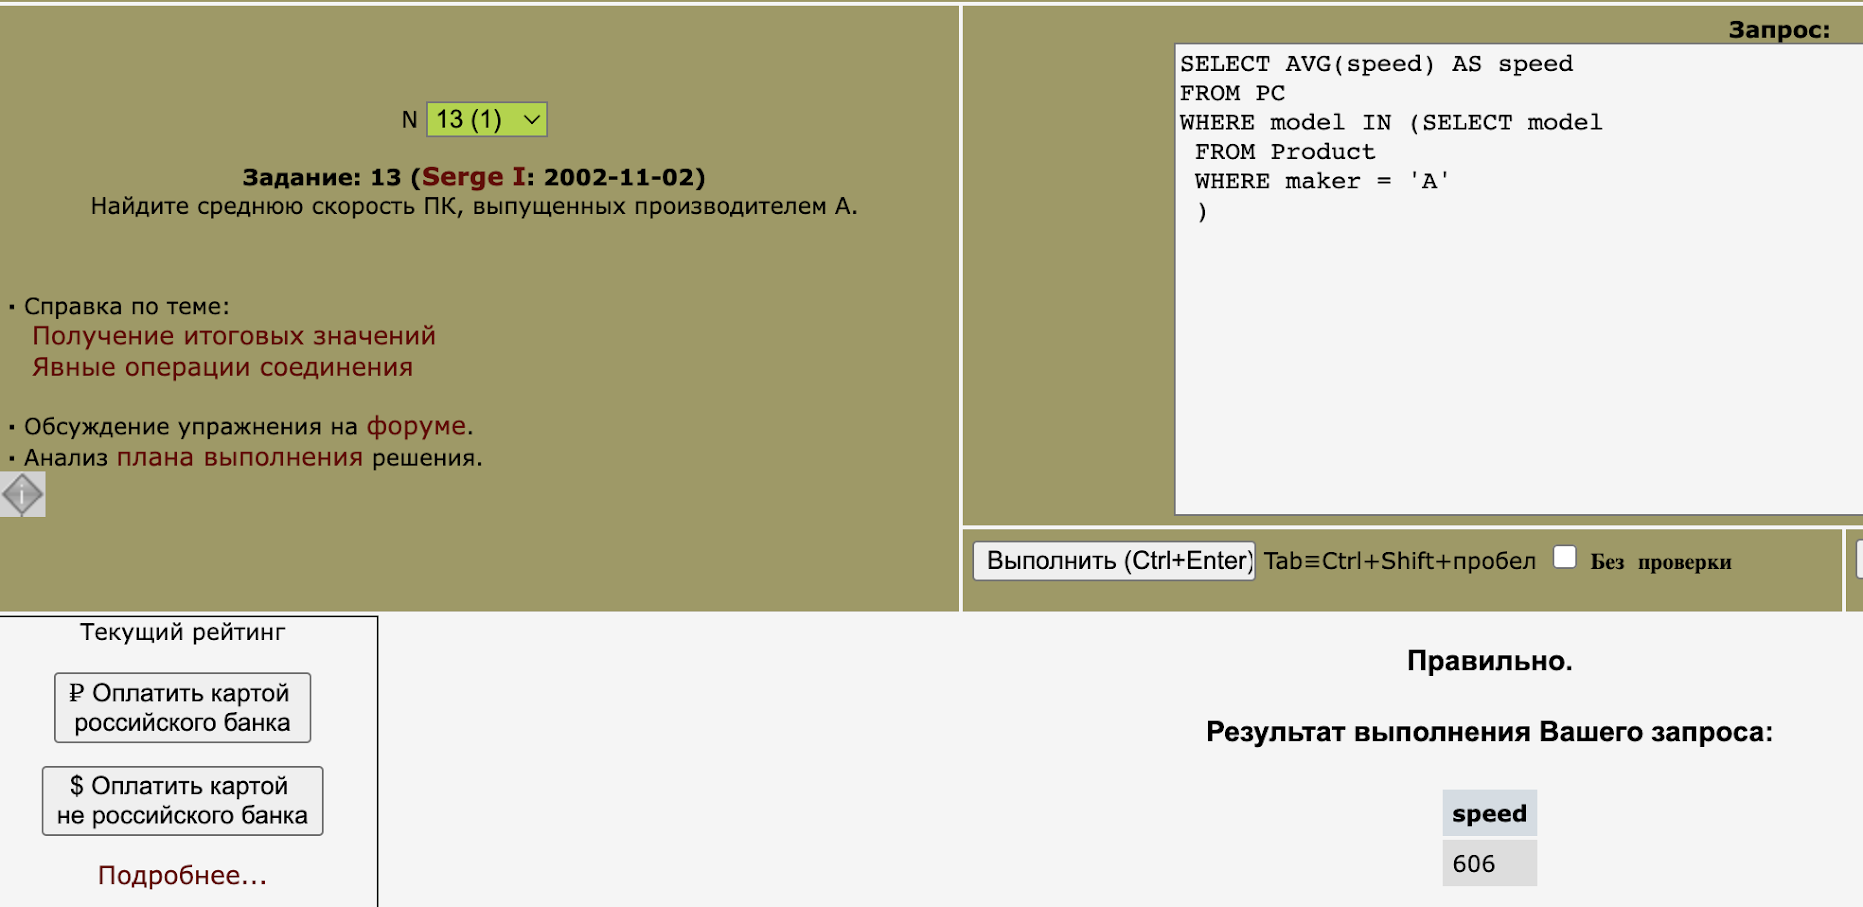 N 13 (1)
Задание: 13 (Serge I: 2002-11-02)
Найдите среднюю скорость ПК, выпущенных производителем A.
· Справка по теме:
Получение итоговых значений
Явные операции соединения
· Обсуждение упражнения на форуме.
· Анализ плана выполнения решения.
Запрос:
SELECT AVG(speed) AS speed
FROM PC
WHERE model IN (SELECT model
FROM Product
WHERE maker = 'A'
)
Выполнить (Ctrl+Enter) Tab≡Ctrl+Shift+пробел Без проверки
Текущий рейтинг
₽ Оплатить картой
российского банка
$ Оплатить картой
не российского банка
Подробнее...
Правильно.
Результат выполнения Вашего запроса:
speed
606